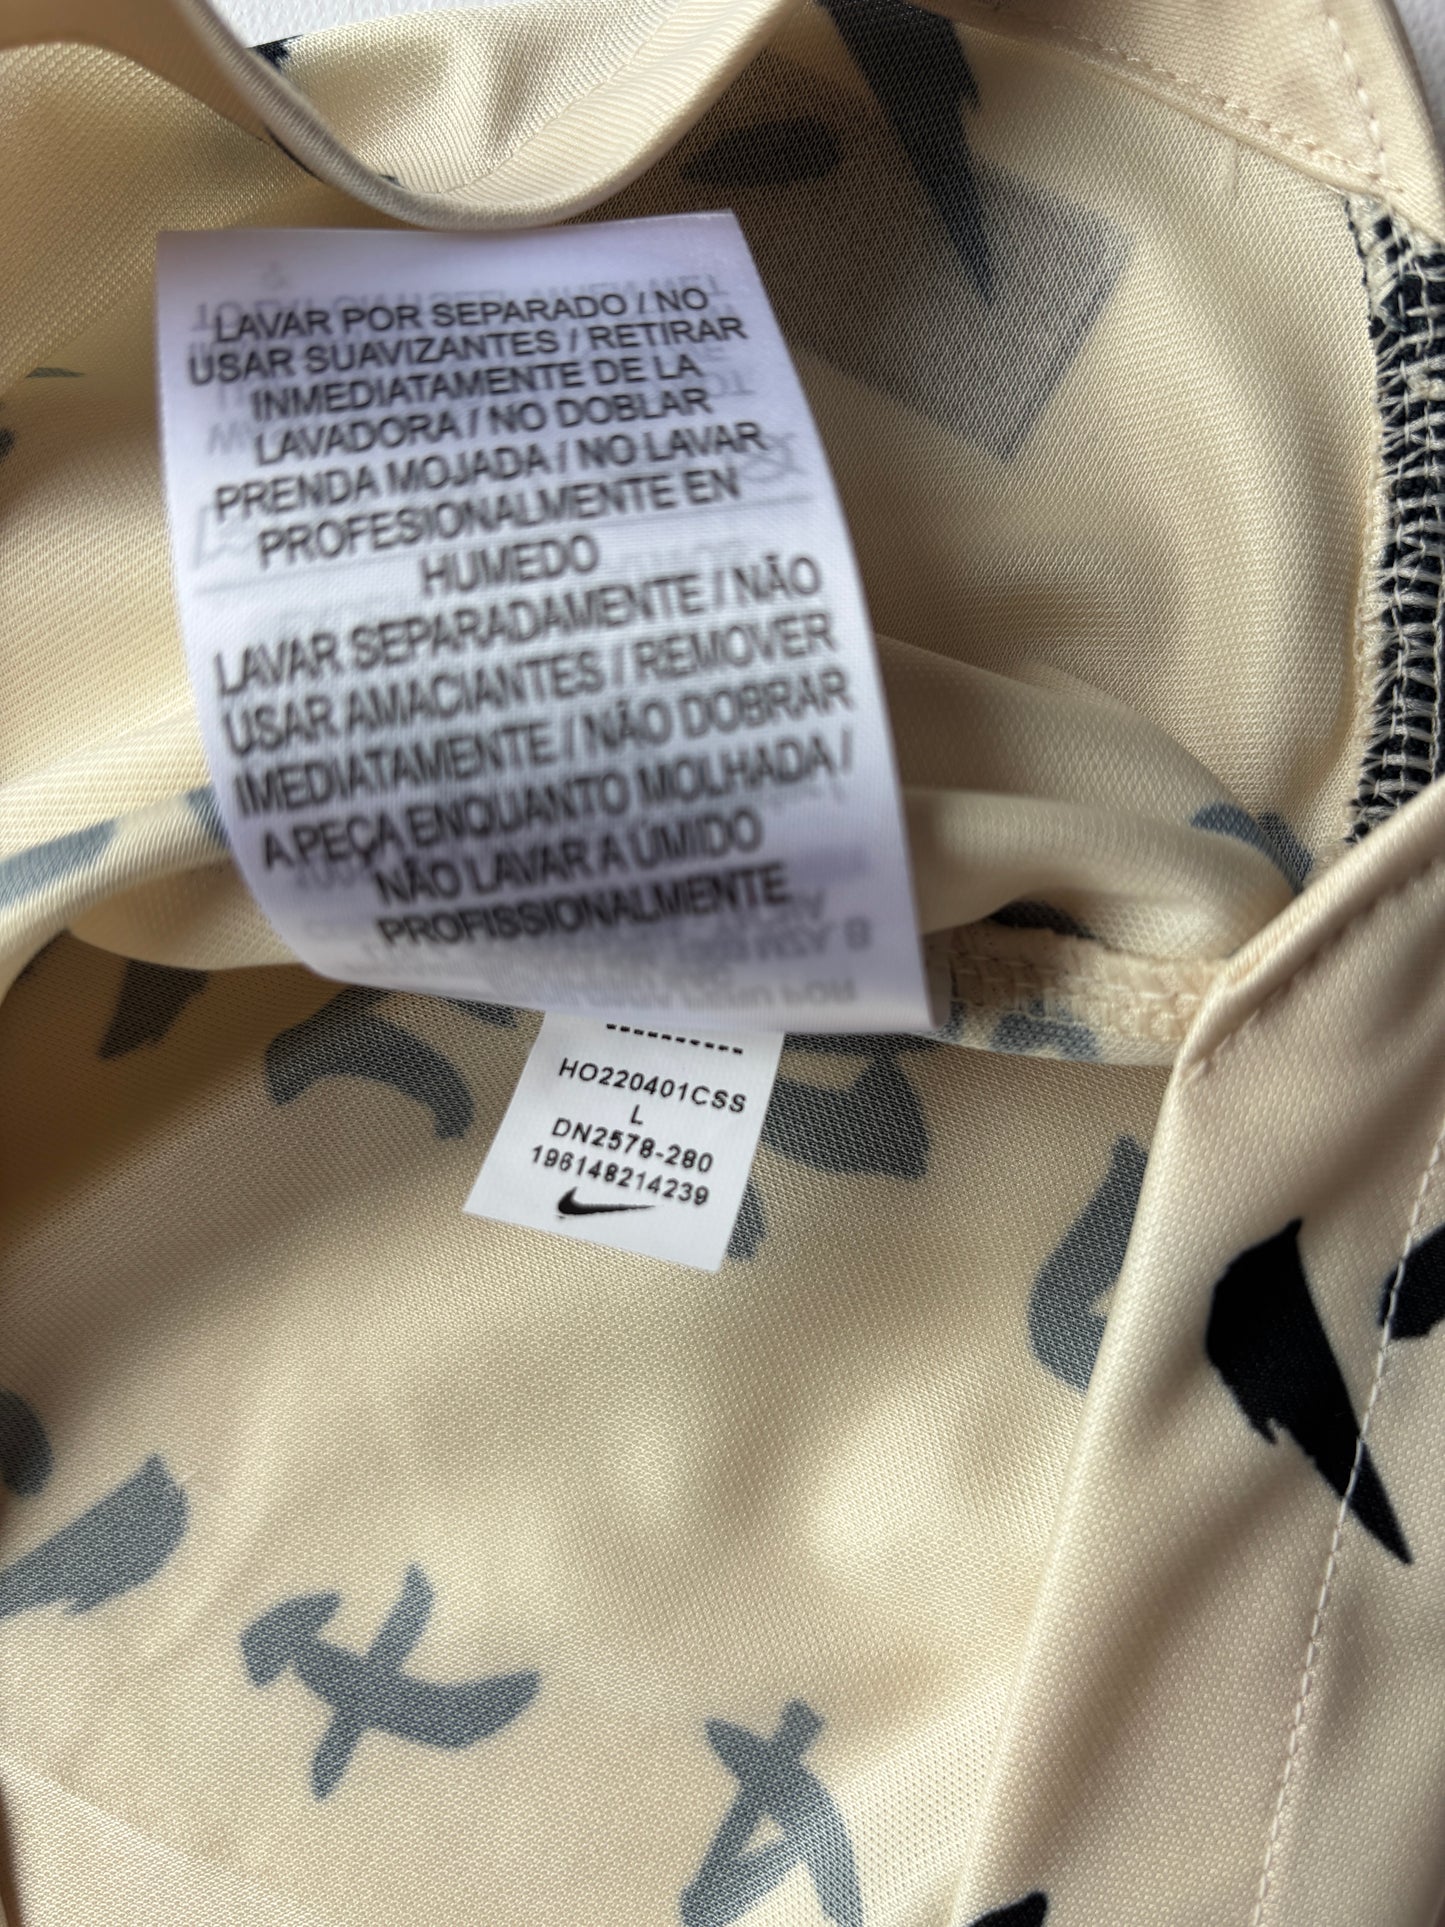 LAVAR POR SEPARADO / NO
USAR SUAVIZANTES / RETIRAR
INMEDIATAMENTE DE LA
LAVADORA / NO DOBLAR
PRENDA MOJADA / NO LAVAR
PROFESIONALMENTE EN
HUMEDO
LAVAR SEPARADAMENTE / NÃO
USAR AMACIANTES / REMOVER
IMEDIATAMENTE / NÃO DOBRAR
A PEÇA ENQUANTO MOLHADA /
NÃO LAVAR A ÚMIDO
PROFISSIONALMENTE
HO220401CSS
L
DN2578-280
196148214239